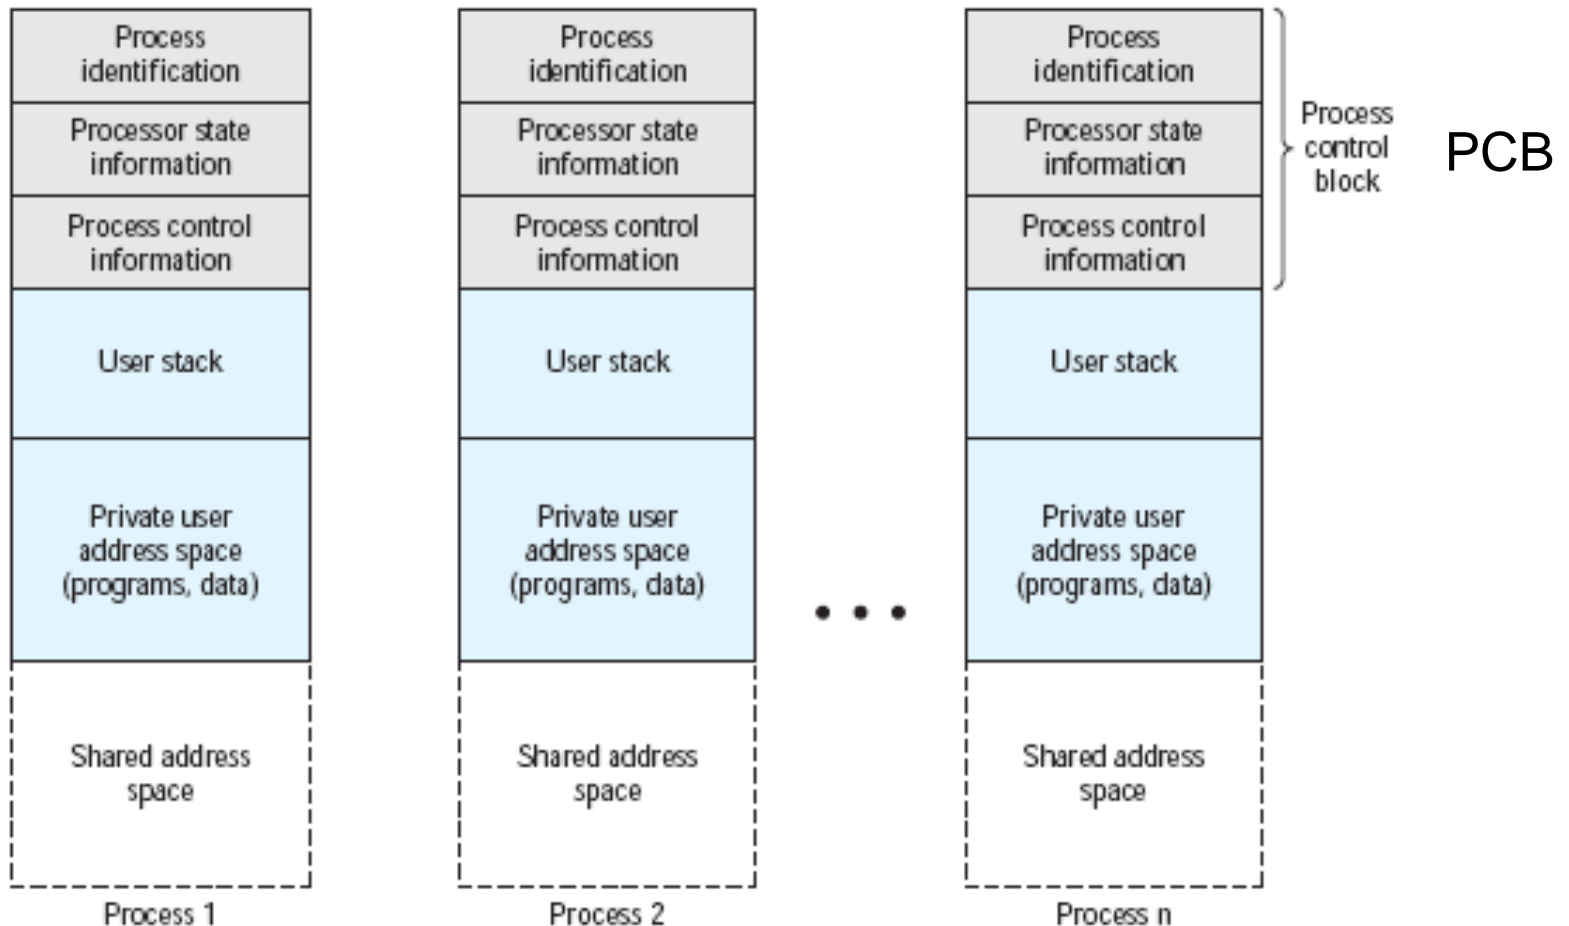 Process
identification
Processor state
information
Process control
information
User stack
Private user
address space
(programs, data)
Shared address
space
Process 1
Process
identification
Processor state
information
Process control
information
User stack
Private user
address space
(programs, data)
Shared address
space
Process 2
Process
identification
Processor state
information
Process control
information
User stack
Private user
address space
(programs, data)
Shared address
space
Process n
Process
control
block
PCB